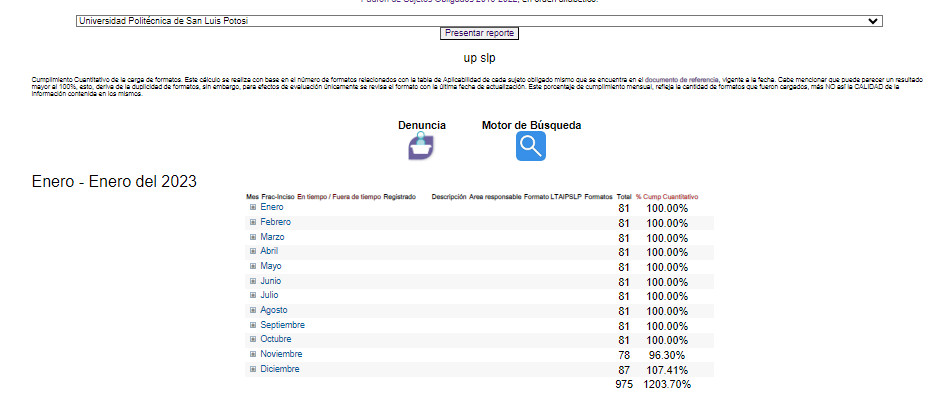 Padrón de Sujetos Obligados 2016-2022, en orden alfabético.
Universidad Politécnica de San Luis Potosí
Presentar reporte
up slp
Cumplimiento Cuantitativo de la carga de formatos. Este cálculo se realiza con base en el número de formatos relacionados con la tabla de Aplicabilidad de cada sujeto obligado mismo que se encuentra en el documento de referencia, vigente a la fecha. Cabe mencionar que puede parecer un resultado
mayor al 100%, esto, deriva de la duplicidad de formatos, sin embargo, para efectos de evaluación únicamente se revisa el formato con la última fecha de actualización. Este porcentaje de cumplimiento mensual, refleja la cantidad de formatos que fueron cargados, más NO así la CALIDAD de la
información contenida en los mismos.
Denuncia Motor de Búsqueda
Enero - Enero del 2023
Mes Frac-Inciso En tiempo / Fuera de tiempo Registrado Descripción Area responsable Formato LTAIPSLP Formatos Total % Cump Cuantitativo
Enero 81 100.00%
Febrero 81 100.00%
Marzo 81 100.00%
Abril 81 100.00%
Mayo 81 100.00%
Junio 81 100.00%
Julio 81 100.00%
Agosto 81 100.00%
Septiembre 81 100.00%
Octubre 81 100.00%
Noviembre 78 96.30%
Diciembre 87 107.41%
975 1203.70%